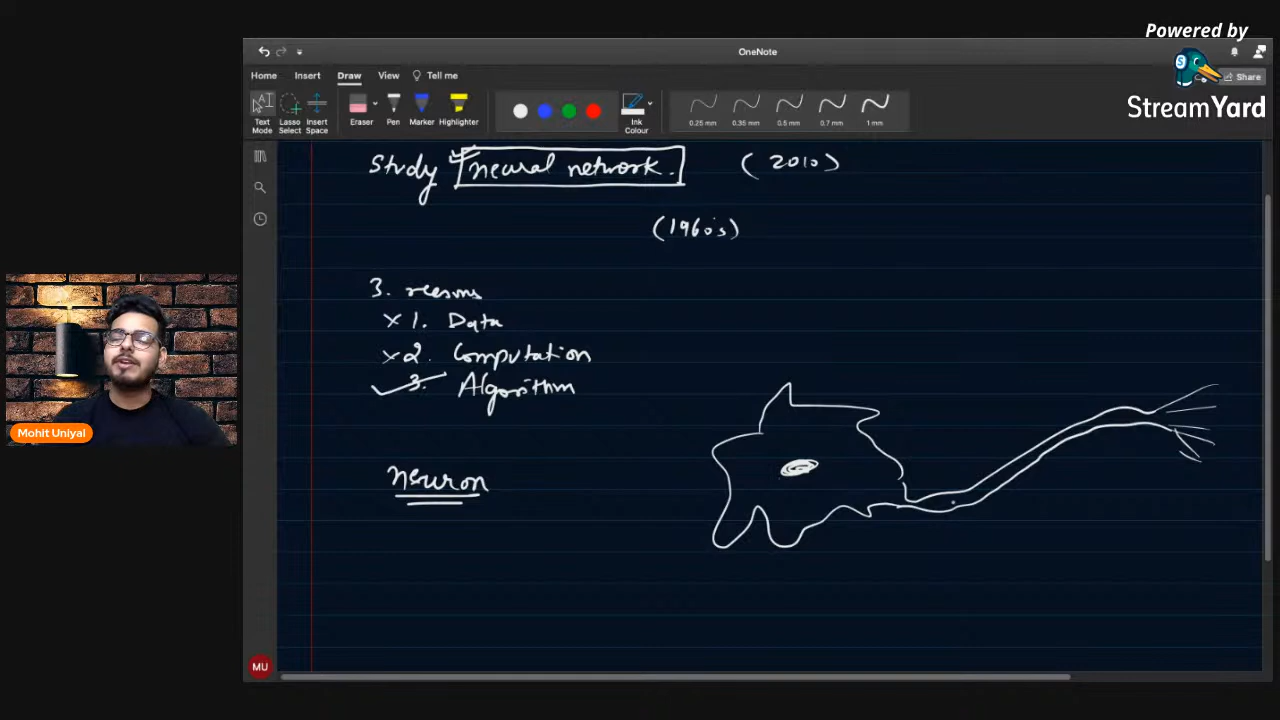 Powered by
StreamYard
OneNote
Share
Home Insert Draw View Tell me
Text Mode
Lasso Select
Insert Space
Eraser
Pen
Marker
Highlighter
Ink Colour
0.25 mm 0.35 mm 0.5 mm 0.7 mm 1 mm
Study neural network. (2010)
(1960's)
3. reasons
×1. Data
×2. Computation
✓3. Algorithm
neuron
Mohit Uniyal
MU